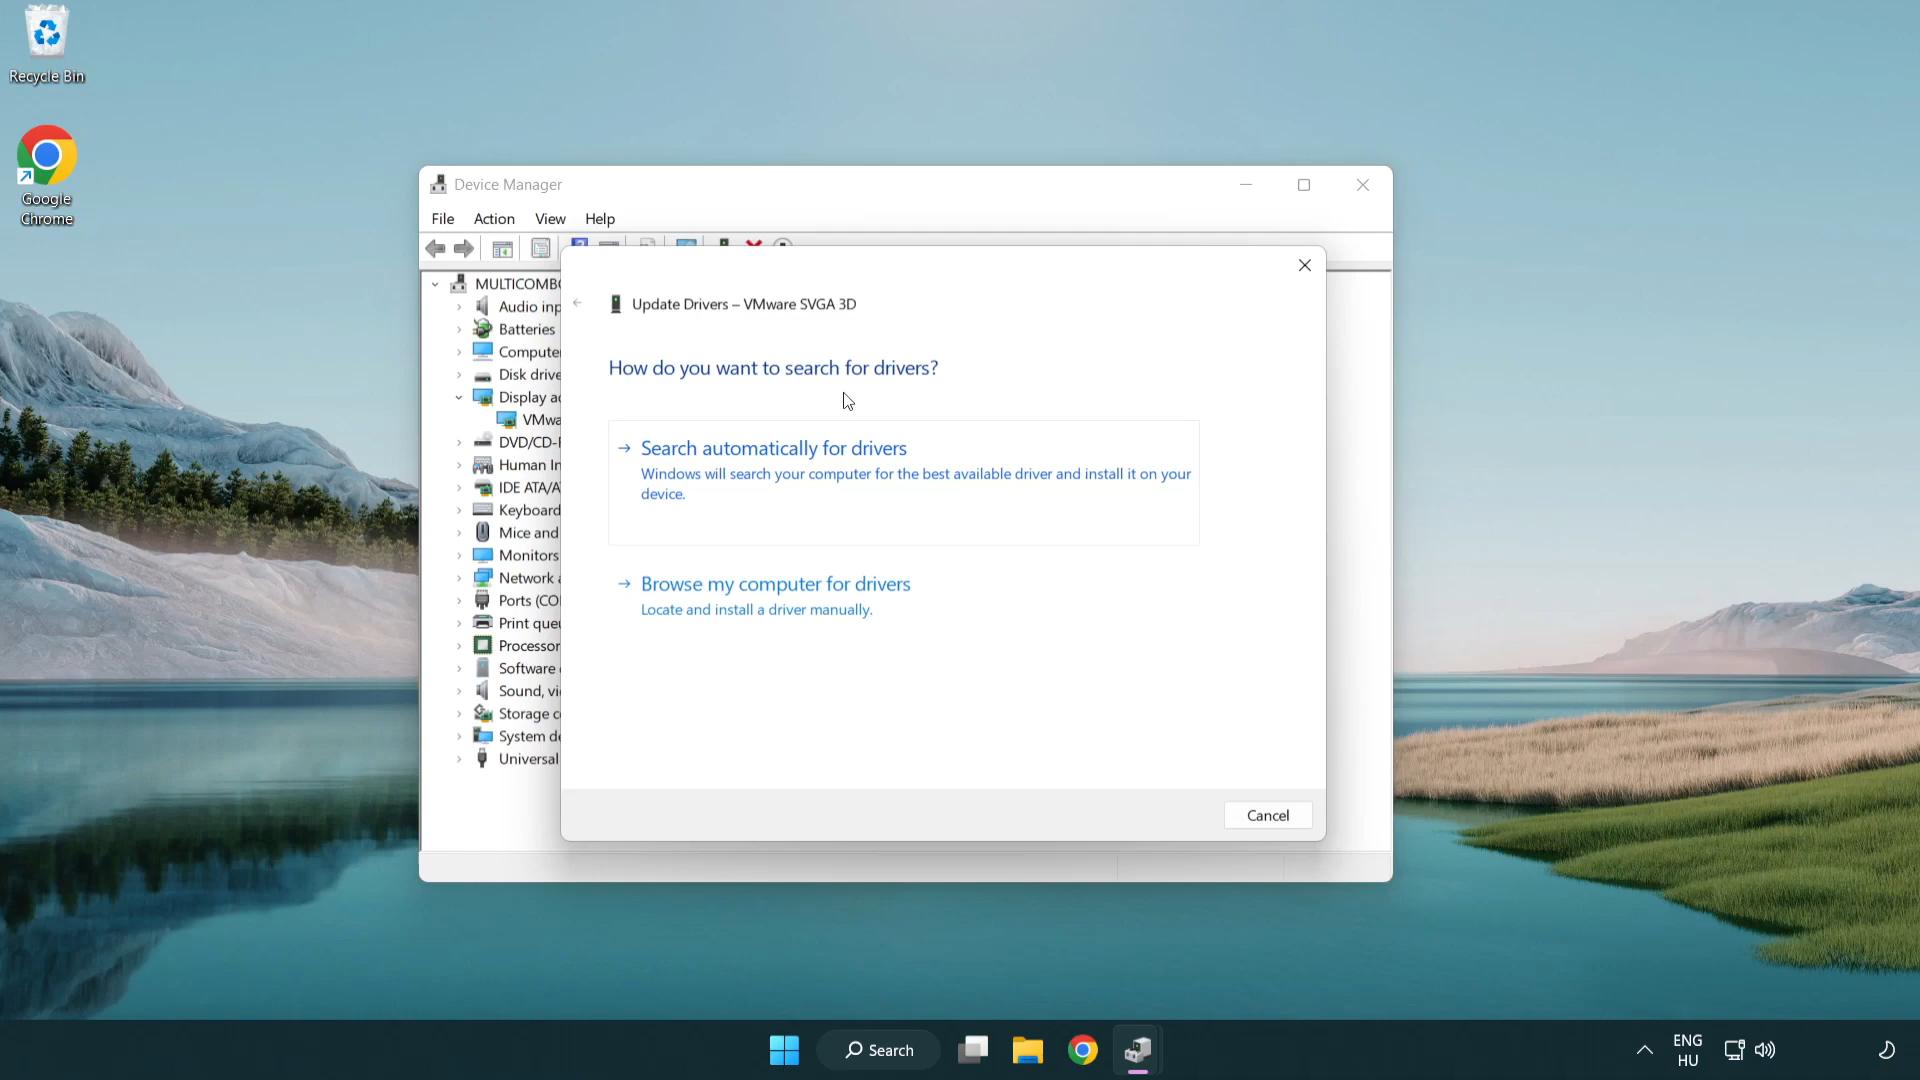 Recycle Bin
Google
Chrome
Device Manager
File Action View Help
MULTICOMBO
Update Drivers – VMware SVGA 3D
How do you want to search for drivers?
Search automatically for drivers
Windows will search your computer for the best available driver and install it on your
device.
Browse my computer for drivers
Locate and install a driver manually.
Cancel
Audio inp
Batteries
Compute
Disk drive
Display a
VMwa
DVD/CD-
Human In
IDE ATA/A
Keyboard
Mice and
Monitors
Network a
Ports (CO
Print que
Processor
Software
Sound, vi
Storage c
System de
Universal
Search
ENG
HU